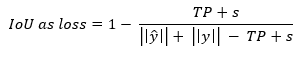 IoU as loss = 1 − (TP + s) / (||ŷ|| + ||y|| − TP + s)